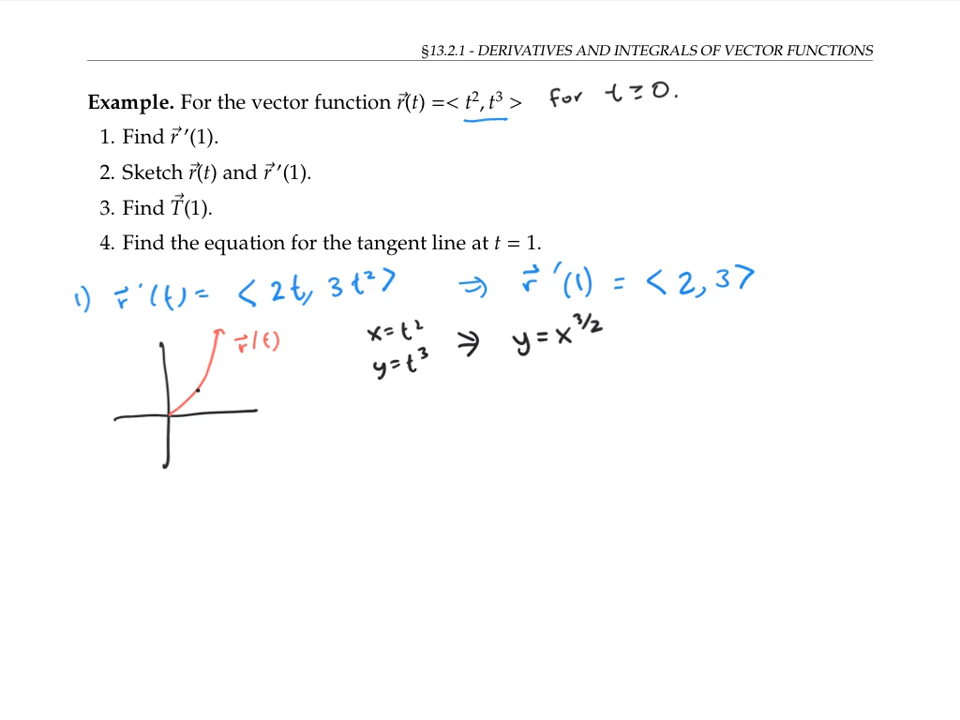 §13.2.1 - DERIVATIVES AND INTEGRALS OF VECTOR FUNCTIONS
Example. For the vector function r⃗(t) =< t², t³ > for t ≥ 0.
1. Find r⃗ ′(1).
2. Sketch r⃗(t) and r⃗ ′(1).
3. Find T⃗(1).
4. Find the equation for the tangent line at t = 1.
1) r⃗ ′(t) = < 2t, 3t² > ⇒ r⃗ ′(1) = < 2, 3 >
r⃗(t)
x = t²
y = t³ ⇒ y = x^3/2